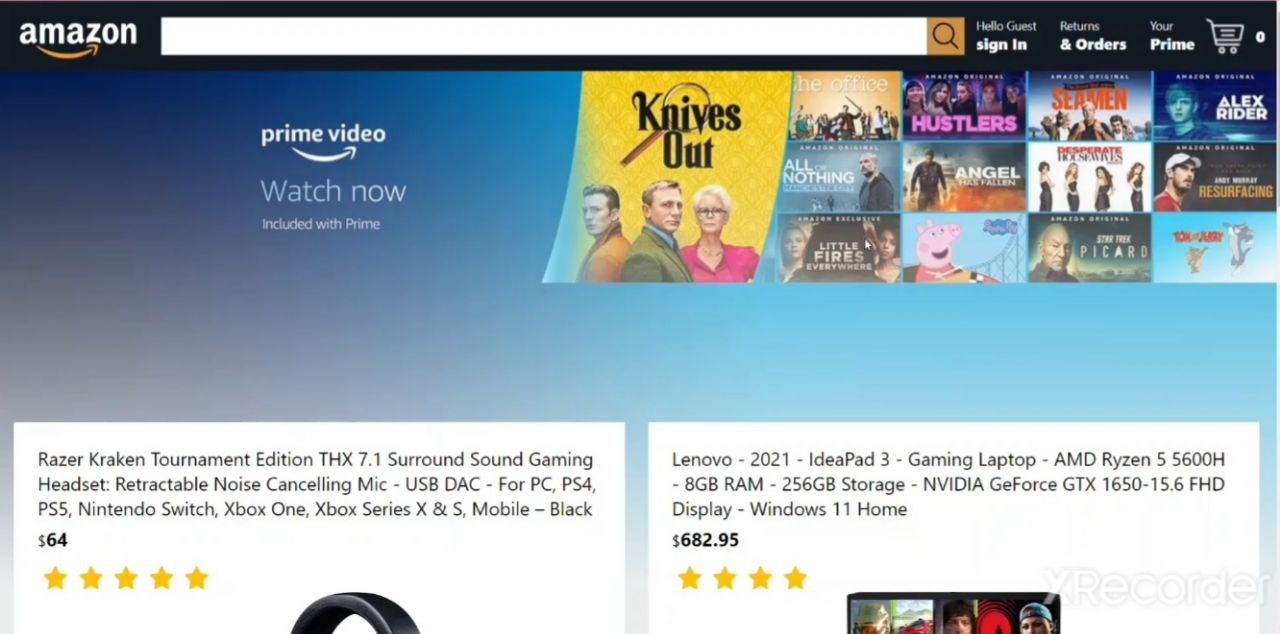 amazon
Hello Guest
sign In
Returns
& Orders
Your
Prime
0
prime video
Watch now
Included with Prime
Knives
Out
the office
AMAZON ORIGINAL
HUSTLERS
AMAZON ORIGINAL
SEAMEN
AMAZON ORIGINAL
ALEX
RIDER
AMAZON ORIGINAL
ALL OR
NOTHING
MANCHESTER CITY
ANGEL
HAS FALLEN
DESPERATE
HOUSEWIVES
AMAZON ORIGINAL
ANDY MURRAY
RESURFACING
AMAZON EXCLUSIVE
LITTLE
FIRES
EVERYWHERE
Peppa Pig
AMAZON ORIGINAL
STAR TREK
PICARD
TOM and JERRY
Razer Kraken Tournament Edition THX 7.1 Surround Sound Gaming
Headset: Retractable Noise Cancelling Mic - USB DAC - For PC, PS4,
PS5, Nintendo Switch, Xbox One, Xbox Series X & S, Mobile – Black
$64
Lenovo - 2021 - IdeaPad 3 - Gaming Laptop - AMD Ryzen 5 5600H
- 8GB RAM - 256GB Storage - NVIDIA GeForce GTX 1650-15.6 FHD
Display - Windows 11 Home
$682.95
XRecorder